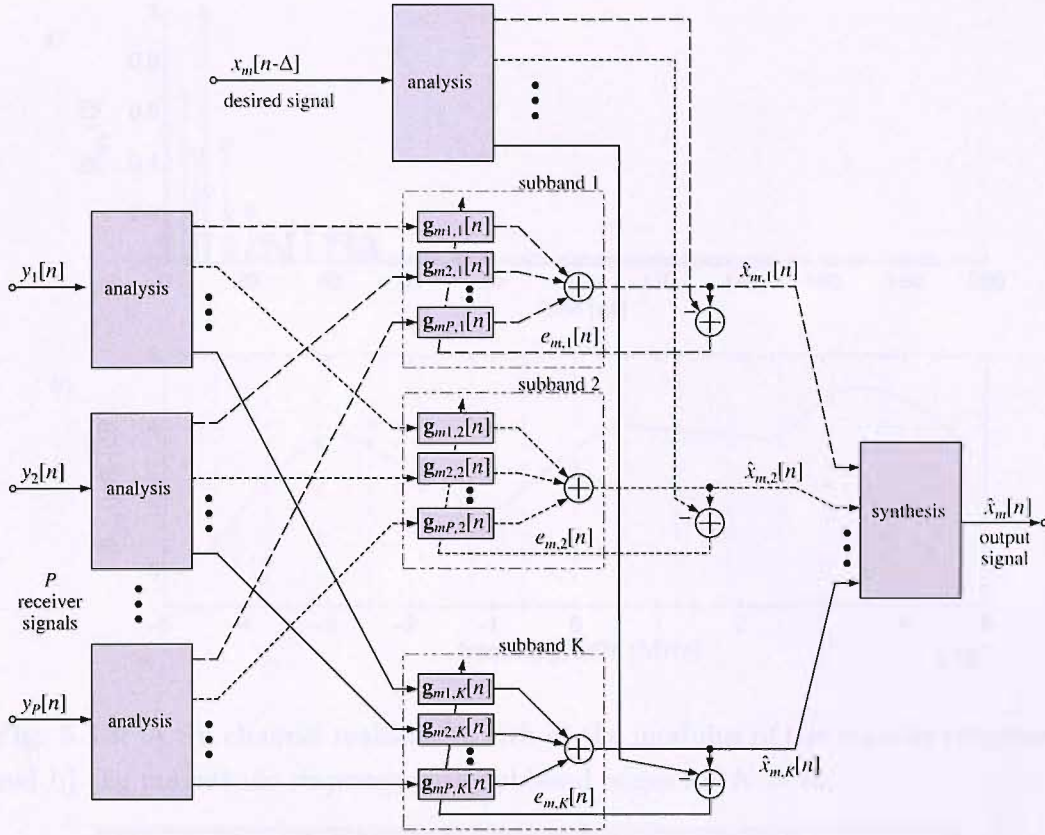 x_m[n-Δ]
desired signal
analysis
subband 1
g_{m1,1}[n]
g_{m2,1}[n]
g_{mP,1}[n]
x̂_{m,1}[n]
e_{m,1}[n]
y_1[n]
analysis
subband 2
g_{m1,2}[n]
g_{m2,2}[n]
g_{mP,2}[n]
x̂_{m,2}[n]
e_{m,2}[n]
y_2[n]
analysis
synthesis
x̂_m[n]
output
signal
P
receiver
signals
subband K
g_{m1,K}[n]
g_{m2,K}[n]
g_{mP,K}[n]
x̂_{m,K}[n]
e_{m,K}[n]
y_P[n]
analysis